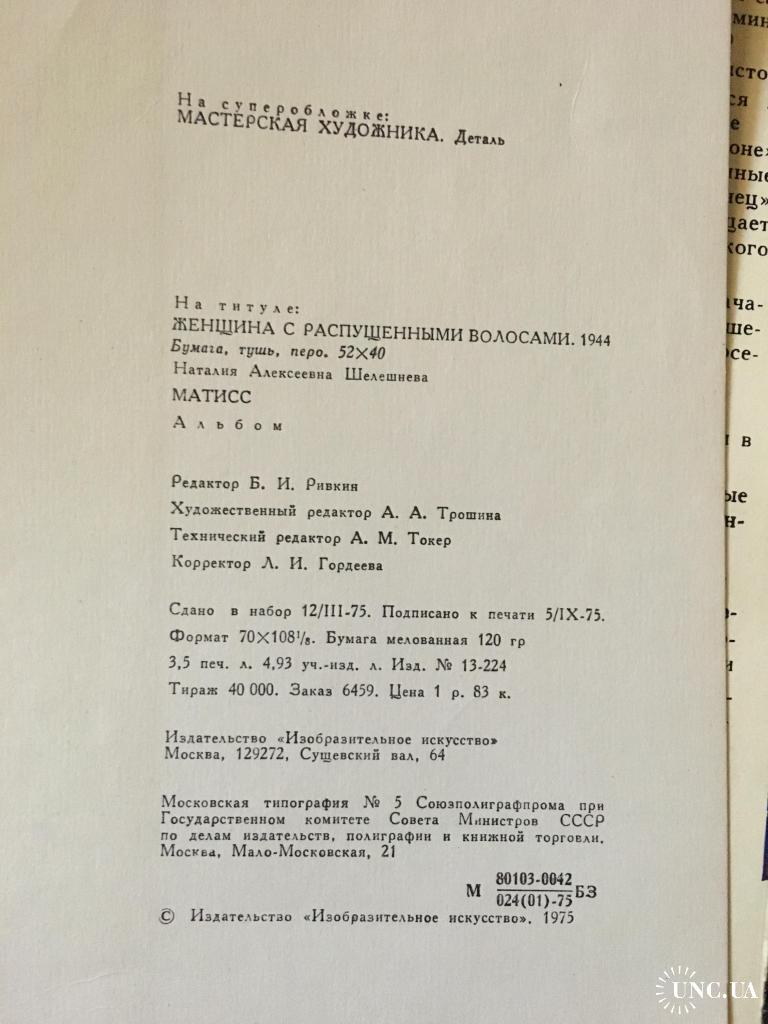 На суперобложке:
МАСТЕРСКАЯ ХУДОЖНИКА. Деталь
На титуле:
ЖЕНЩИНА С РАСПУЩЕННЫМИ ВОЛОСАМИ. 1944
Бумага, тушь, перо. 52×40
Наталия Алексеевна Шелешнева
МАТИСС
Альбом
Редактор Б. И. Ривкин
Художественный редактор А. А. Трошина
Технический редактор А. М. Токер
Корректор Л. И. Гордеева
Сдано в набор 12/III-75. Подписано к печати 5/IX-75.
Формат 70×108¹/₈. Бумага мелованная 120 гр
3,5 печ. л. 4,93 уч.-изд. л. Изд. № 13-224
Тираж 40 000. Заказ 6459. Цена 1 р. 83 к.
Издательство «Изобразительное искусство»
Москва, 129272, Сущевский вал, 64
Московская типография № 5 Союзполиграфпрома при
Государственном комитете Совета Министров СССР
по делам издательств, полиграфии и книжной торговли.
Москва, Мало-Московская, 21
М 80103-0042 БЗ
024(01)-75
© Издательство «Изобразительное искусство». 1975
UNC.UA